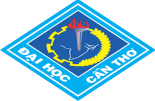 ĐẠI HỌC
CẦN THƠ